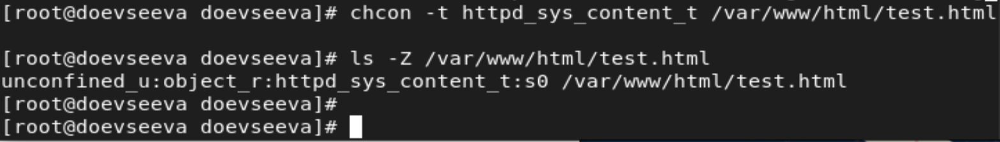 [root@doevseeva doevseeva]# chcon -t httpd_sys_content_t /var/www/html/test.html
[root@doevseeva doevseeva]# ls -Z /var/www/html/test.html
unconfined_u:object_r:httpd_sys_content_t:s0 /var/www/html/test.html
[root@doevseeva doevseeva]#
[root@doevseeva doevseeva]#